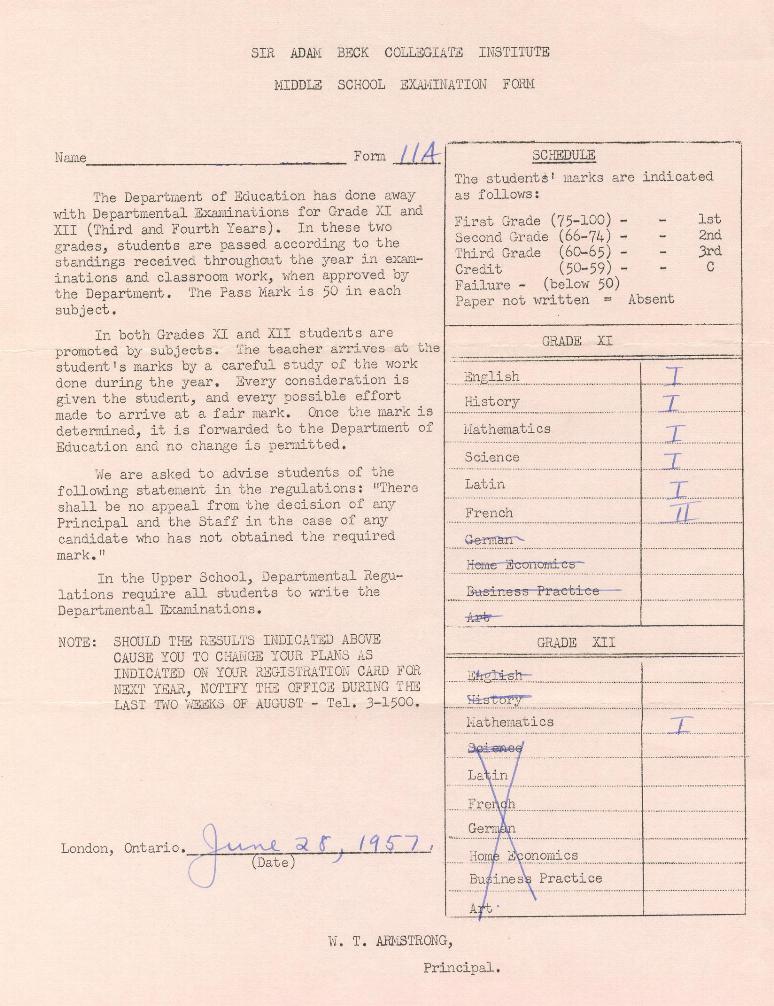 SIR ADAM BECK COLLEGIATE INSTITUTE
MIDDLE SCHOOL EXAMINATION FORM
Name Form 11A
The Department of Education has done away
with Departmental Examinations for Grade XI and
XII (Third and Fourth Years). In these two
grades, students are passed according to the
standings received throughout the year in exam-
inations and classroom work, when approved by
the Department. The Pass Mark is 50 in each
subject.
In both Grades XI and XII students are
promoted by subjects. The teacher arrives at the
student's marks by a careful study of the work
done during the year. Every consideration is
given the student, and every possible effort
made to arrive at a fair mark. Once the mark is
determined, it is forwarded to the Department of
Education and no change is permitted.
We are asked to advise students of the
following statement in the regulations: "There
shall be no appeal from the decision of any
Principal and the Staff in the case of any
candidate who has not obtained the required
mark."
In the Upper School, Departmental Regu-
lations require all students to write the
Departmental Examinations.
NOTE: SHOULD THE RESULTS INDICATED ABOVE
CAUSE YOU TO CHANGE YOUR PLANS AS
INDICATED ON YOUR REGISTRATION CARD FOR
NEXT YEAR, NOTIFY THE OFFICE DURING THE
LAST TWO WEEKS OF AUGUST - Tel. 3-1500.
London, Ontario. June 28, 1957.
(Date)
SCHEDULE
The students' marks are indicated
as follows:
First Grade (75-100) - - 1st
Second Grade (66-74) - - 2nd
Third Grade (60-65) - - 3rd
Credit (50-59) - - C
Failure - (below 50)
Paper not written = Absent
GRADE XI
English I
History I
Mathematics I
Science I
Latin I
French II
German
Home Economics
Business Practice
Art
GRADE XII
English
History
Mathematics I
Science
Latin
French
German
Home Economics
Business Practice
Art
W. T. ARMSTRONG,
Principal.